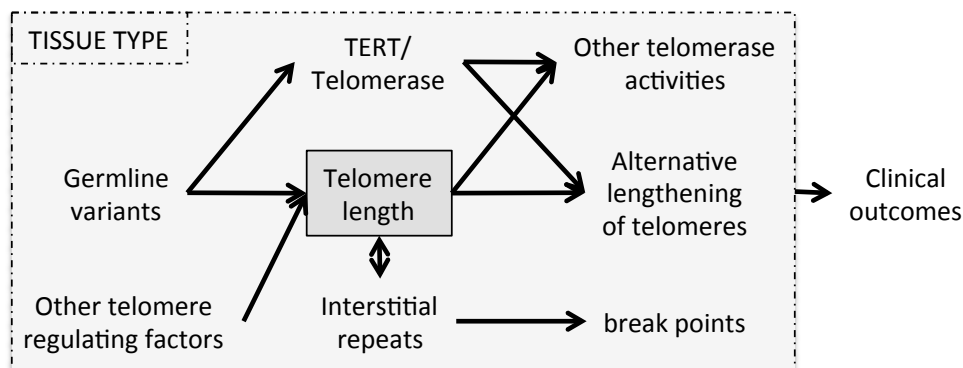 TISSUE TYPE
TERT/
Telomerase
Other telomerase
activities
Germline
variants
Telomere
length
Alternative
lengthening
of telomeres
Clinical
outcomes
Other telomere
regulating factors
Interstitial
repeats
break points